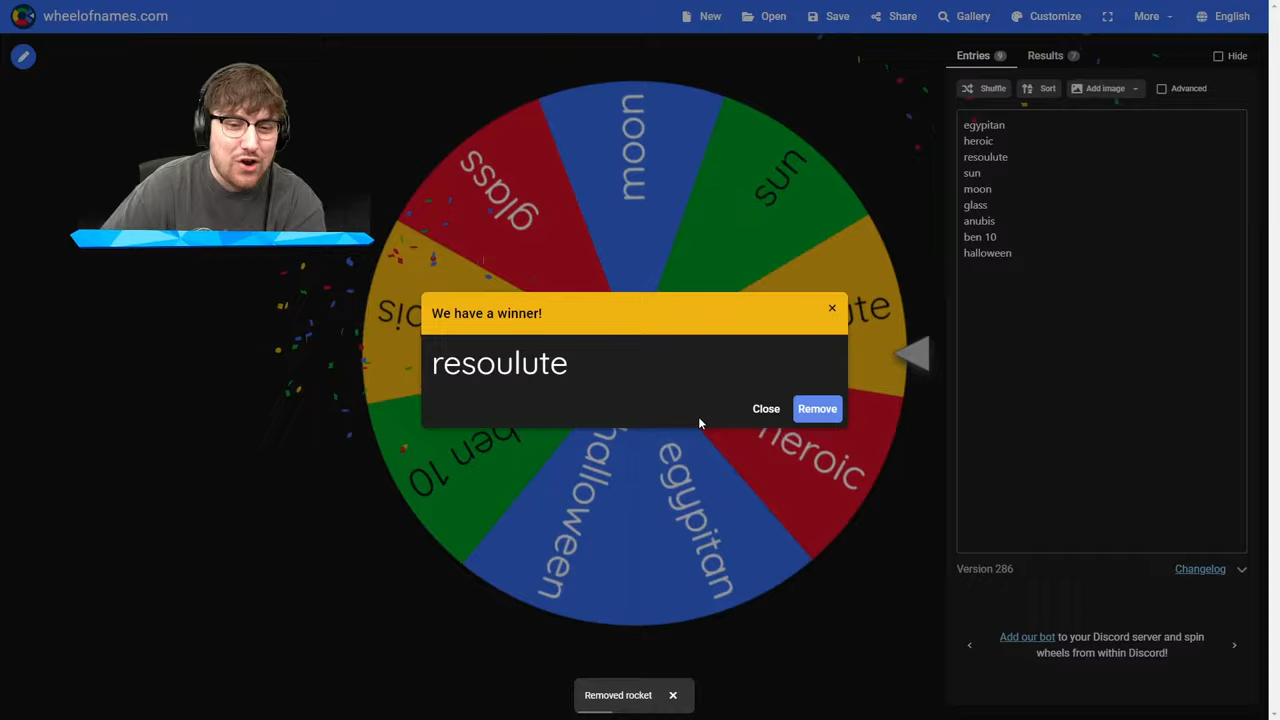 wheelofnames.com
New
Open
Save
Share
Gallery
Customize
More
English
Entries 9
Results 7
Hide
Shuffle
Sort
Add image
Advanced
egypitan
heroic
resoulute
sun
moon
glass
anubis
ben 10
halloween
moon
sun
glass
ute
heroic
egypitan
halloween
ben 10
We have a winner!
resoulute
Close
Remove
Version 286
Changelog
Add our bot to your Discord server and spin
wheels from within Discord!
Removed rocket